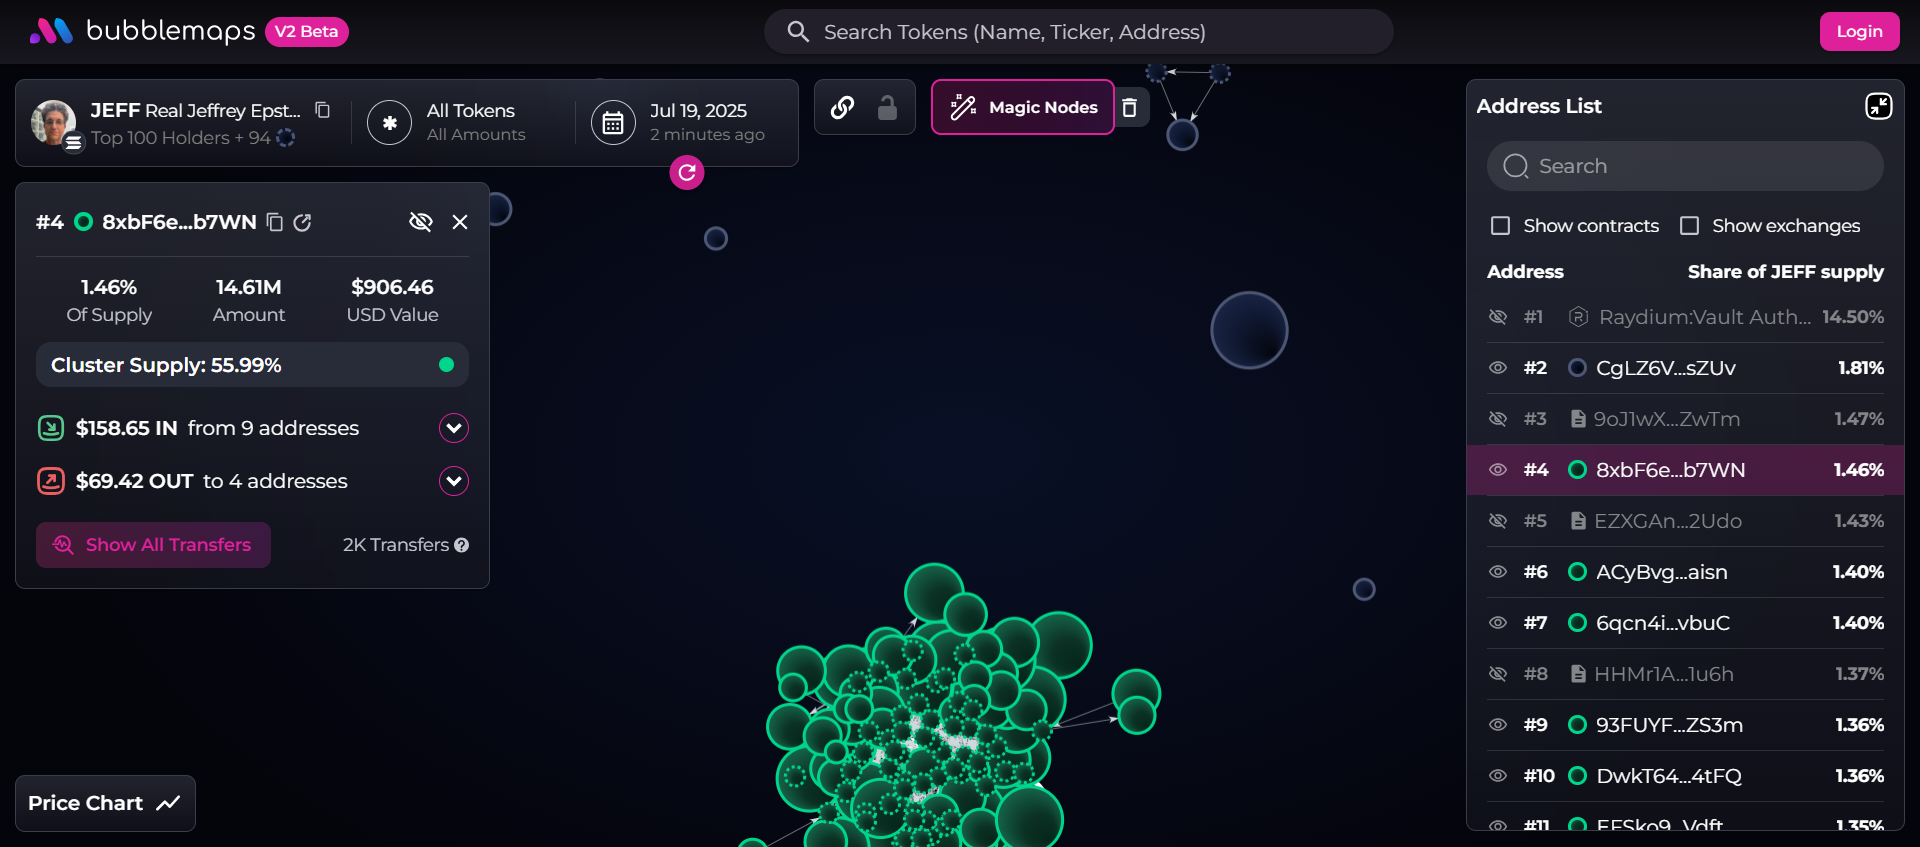 bubblemaps V2 Beta
Search Tokens (Name, Ticker, Address)
Login
JEFF Real Jeffrey Epst...
Top 100 Holders + 94
All Tokens
All Amounts
Jul 19, 2025
2 minutes ago
Magic Nodes
#4 8xbF6e...b7WN
1.46% 14.61M $906.46
Of Supply Amount USD Value
Cluster Supply: 55.99%
$158.65 IN from 9 addresses
$69.42 OUT to 4 addresses
Show All Transfers 2K Transfers ?
Price Chart
Address List
Search
Show contracts Show exchanges
Address Share of JEFF supply
#1 Raydium:Vault Auth... 14.50%
#2 CgLZ6V...sZUv 1.81%
#3 9oJ1wX...ZwTm 1.47%
#4 8xbF6e...b7WN 1.46%
#5 EZXGAn...2Udo 1.43%
#6 ACyBvg...aisn 1.40%
#7 6qcn4i...vbuC 1.40%
#8 HHMr1A...1u6h 1.37%
#9 93FUYF...ZS3m 1.36%
#10 DwkT64...4tFQ 1.36%
#11 EFSko9...Vdft 1.35%